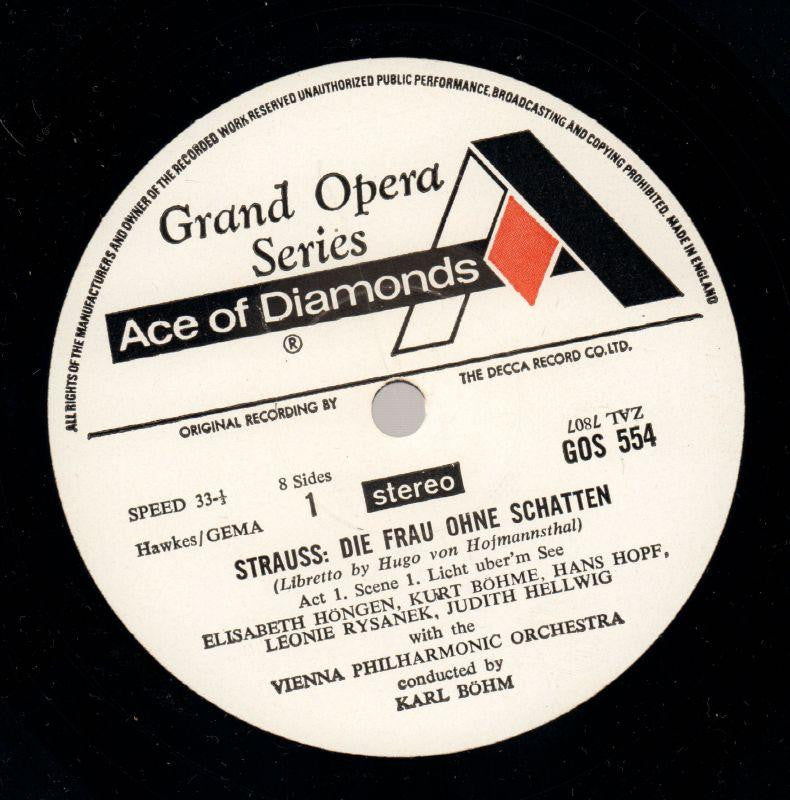 ALL RIGHTS OF THE MANUFACTURERS AND OWNER OF THE RECORDED WORK RESERVED UNAUTHORIZED PUBLIC PERFORMANCE, BROADCASTING AND COPYING PROHIBITED. MADE IN ENGLAND
Grand Opera
Series
Ace of Diamonds
®
ORIGINAL RECORDING BY THE DECCA RECORD CO. LTD.
ZAL 7807
GOS 554
SPEED 33-⅓
8 Sides
1
stereo
Hawkes/GEMA
STRAUSS: DIE FRAU OHNE SCHATTEN
(Libretto by Hugo von Hofmannsthal)
Act 1. Scene 1. Licht uber'm See
ELISABETH HÖNGEN, KURT BÖHME, HANS HOPF,
LEONIE RYSANEK, JUDITH HELLWIG
with the
VIENNA PHILHARMONIC ORCHESTRA
conducted by
KARL BÖHM